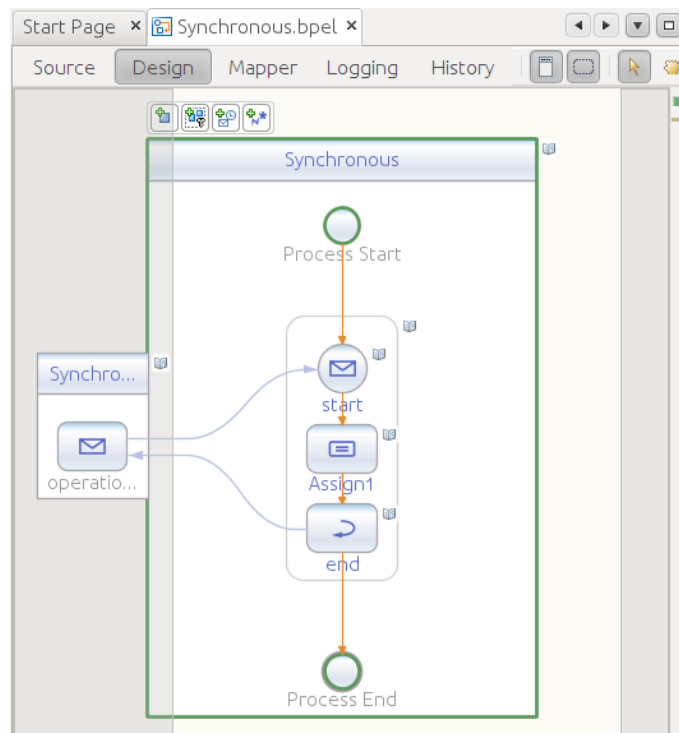 Start Page
Synchronous.bpel
Source Design Mapper Logging History
Synchronous
Process Start
Synchro...
start
operatio...
Assign1
end
Process End